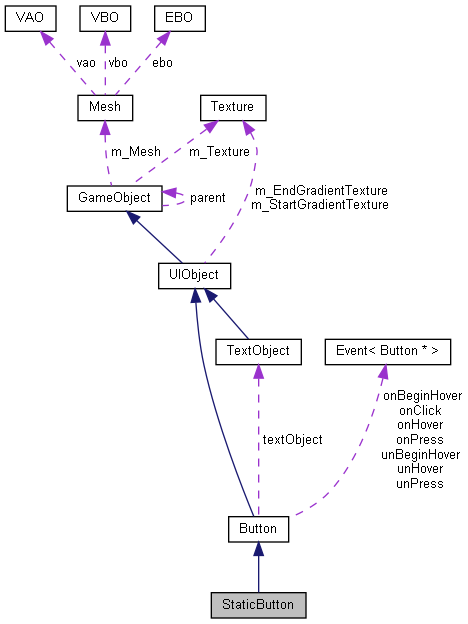 VAO
VBO
EBO
vao
vbo
ebo
Mesh
Texture
m_Mesh
m_Texture
GameObject
parent
m_EndGradientTexture
m_StartGradientTexture
UIObject
TextObject
Event< Button * >
textObject
onBeginHover
onClick
onHover
onPress
unBeginHover
unHover
unPress
Button
StaticButton